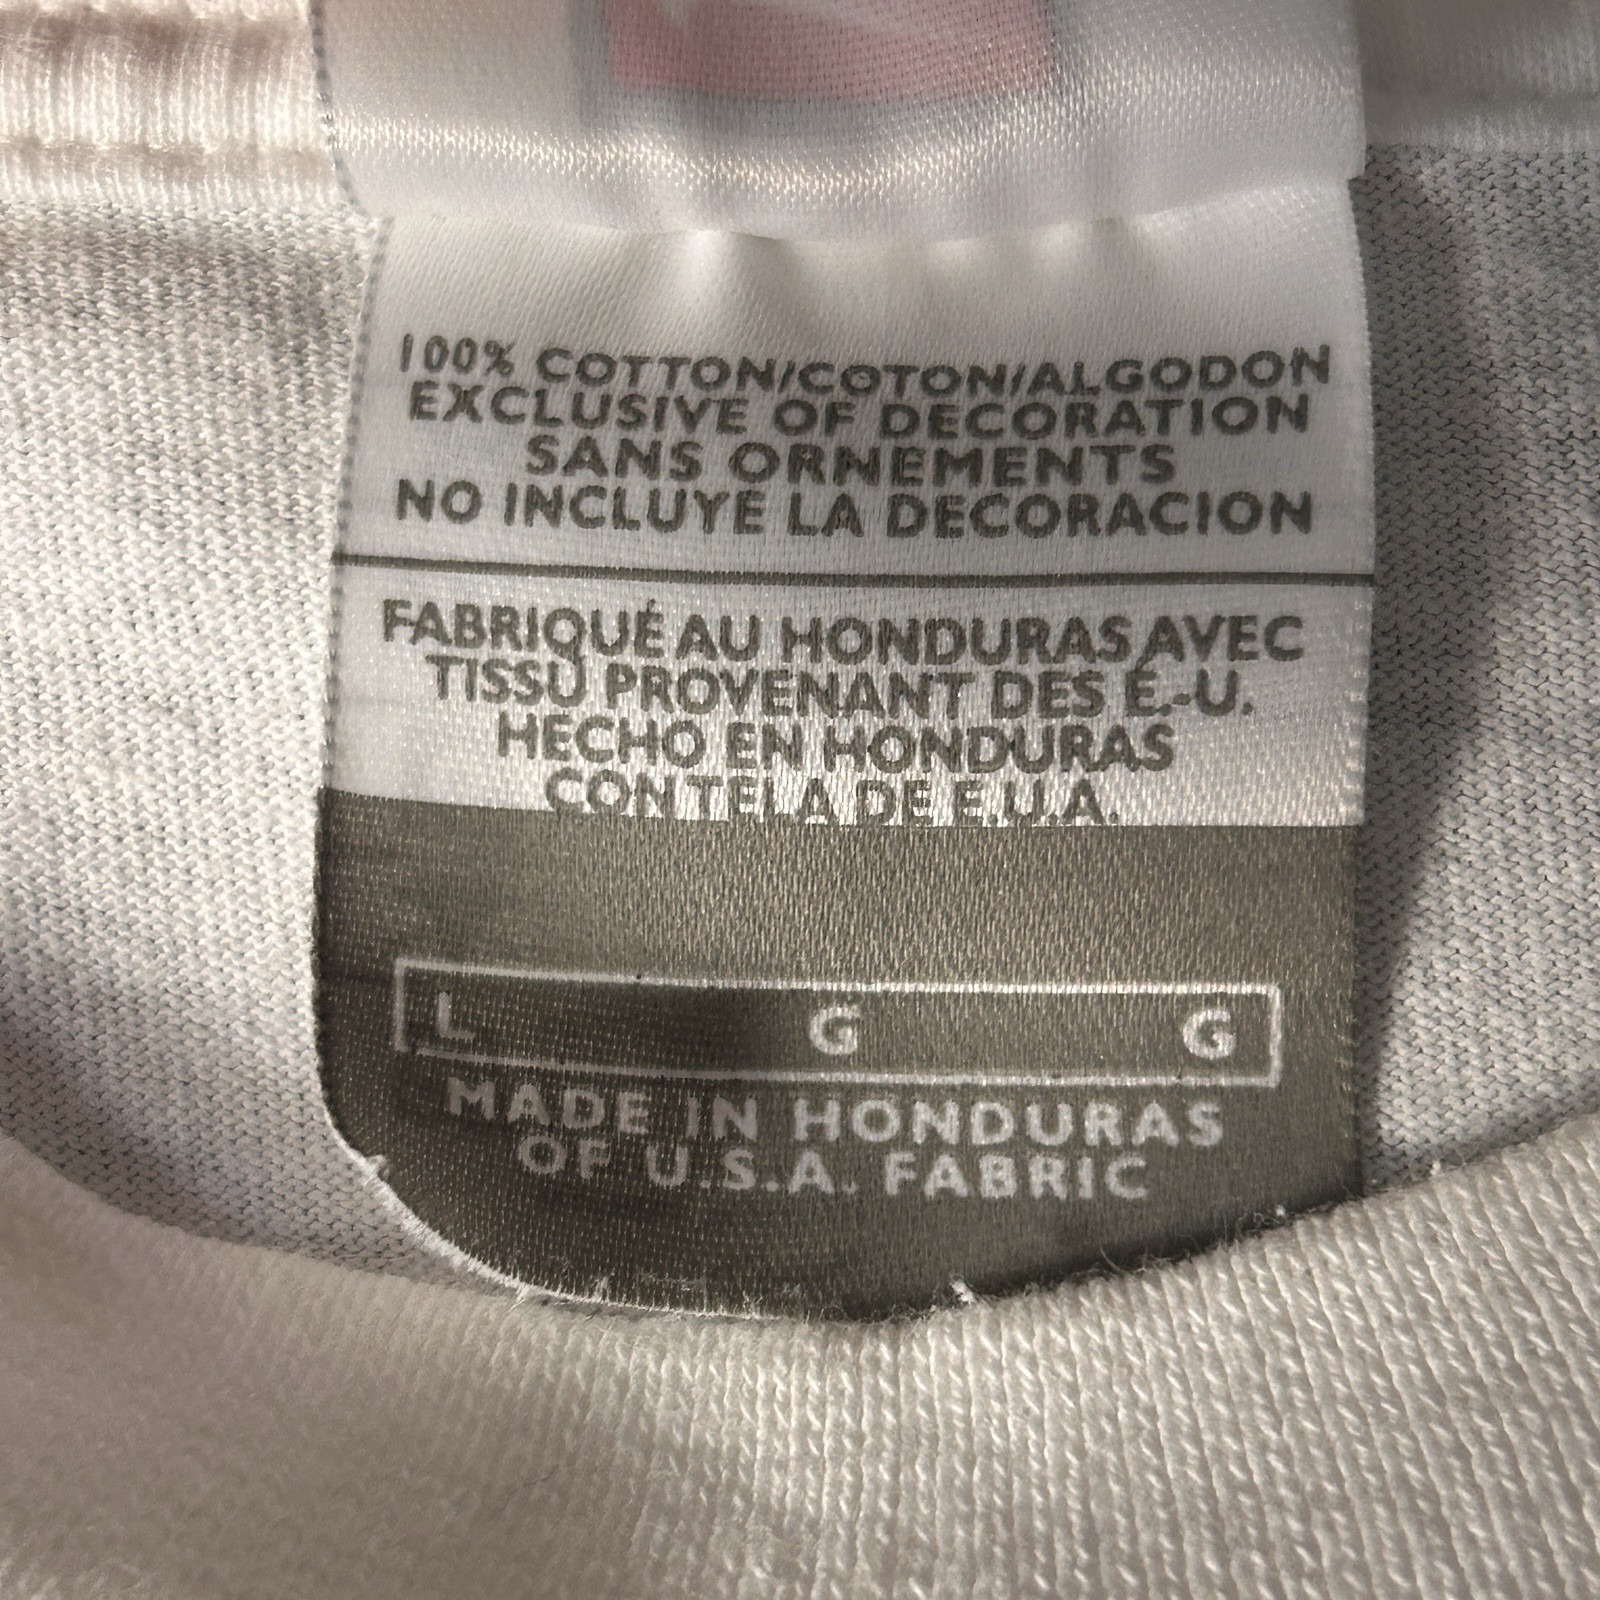 100% COTTON/COTON/ALGODON
EXCLUSIVE OF DECORATION
SANS ORNEMENTS
NO INCLUYE LA DECORACION
FABRIQUÉ AU HONDURAS AVEC
TISSU PROVENANT DES É.-U.
HECHO EN HONDURAS
CON TELA DE E.U.A.
L G G
MADE IN HONDURAS
OF U.S.A. FABRIC